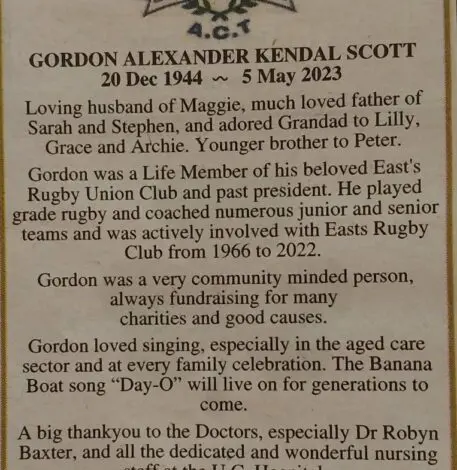 A.C.T
GORDON ALEXANDER KENDAL SCOTT
20 Dec 1944 ~ 5 May 2023
Loving husband of Maggie, much loved father of
Sarah and Stephen, and adored Grandad to Lilly,
Grace and Archie. Younger brother to Peter.
Gordon was a Life Member of his beloved East's
Rugby Union Club and past president. He played
grade rugby and coached numerous junior and senior
teams and was actively involved with Easts Rugby
Club from 1966 to 2022.
Gordon was a very community minded person,
always fundraising for many
charities and good causes.
Gordon loved singing, especially in the aged care
sector and at every family celebration. The Banana
Boat song “Day-O” will live on for generations to
come.
A big thankyou to the Doctors, especially Dr Robyn
Baxter, and all the dedicated and wonderful nursing
staff at the U.C. Hospital